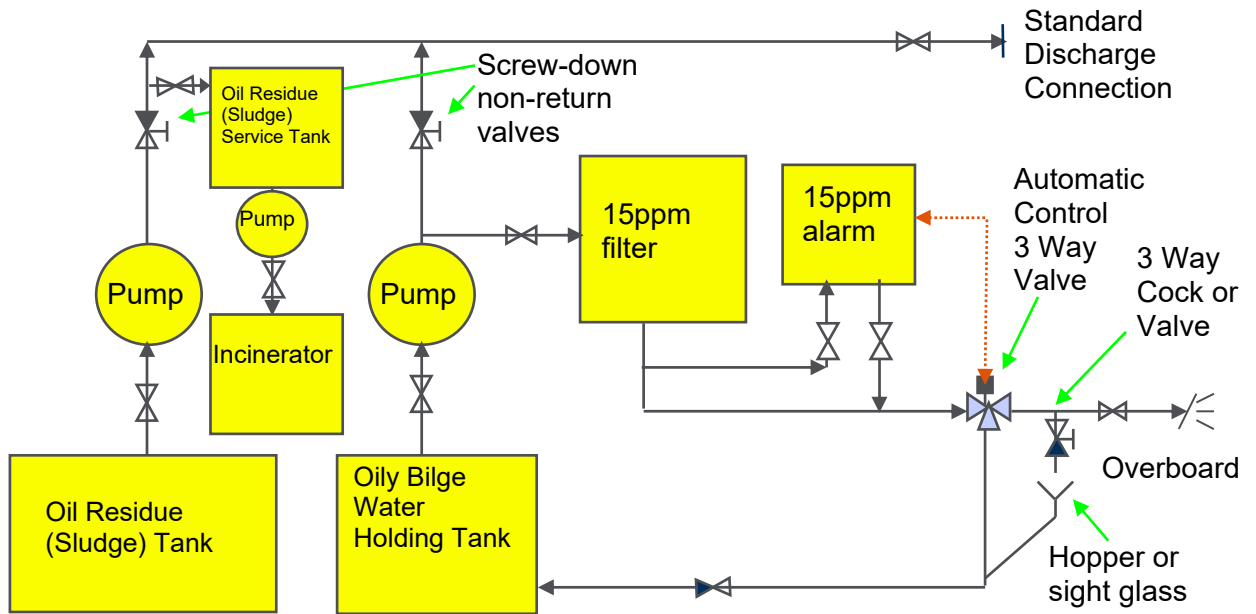 Standard
Discharge
Connection
Screw-down
non-return
valves
Oil Residue
(Sludge)
Service Tank
Pump
Pump
Pump
Incinerator
15ppm
filter
15ppm
alarm
Automatic
Control
3 Way
Valve
3 Way
Cock or
Valve
Overboard
Hopper or
sight glass
Oil Residue
(Sludge) Tank
Oily Bilge
Water
Holding Tank